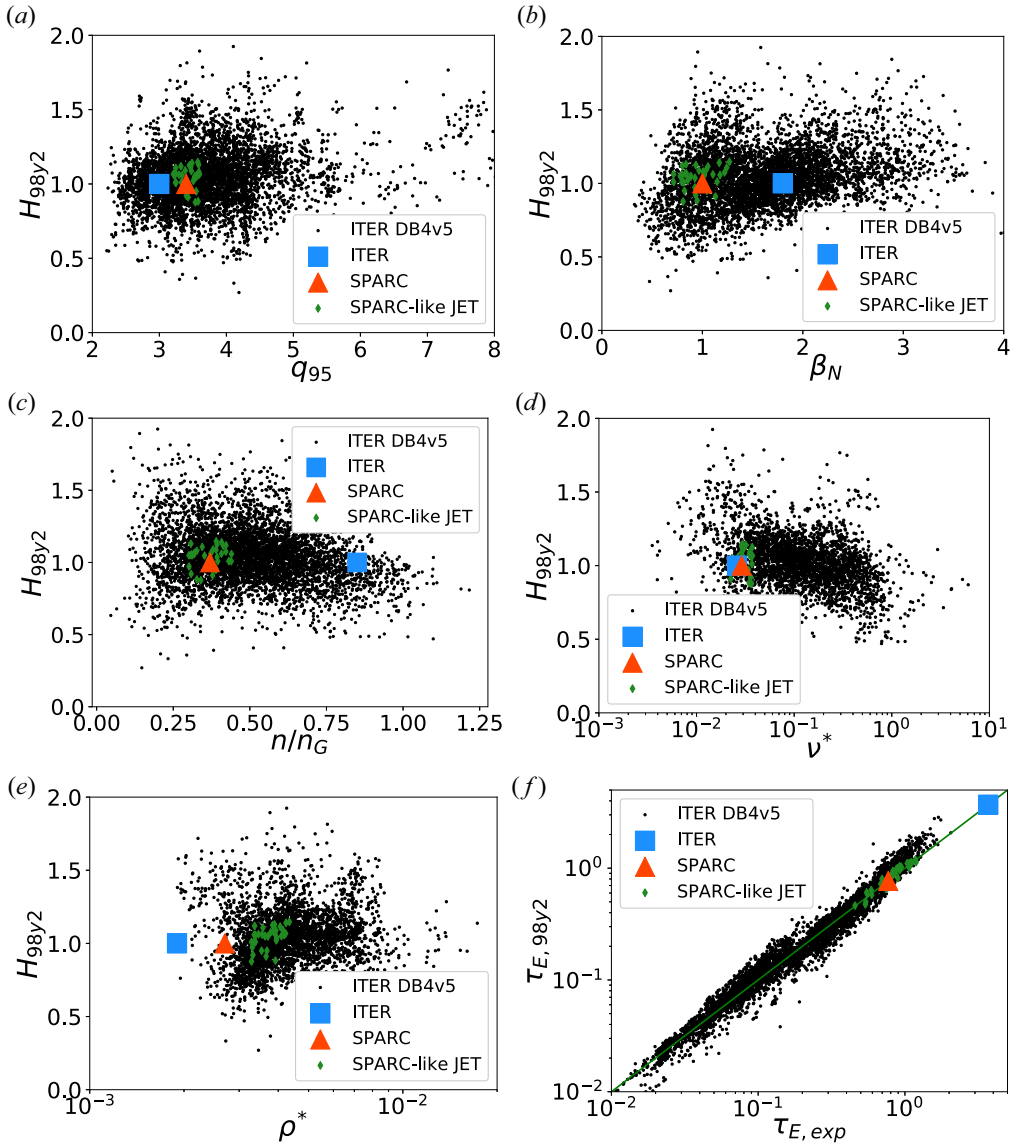 (a)
2.0
1.5
1.0
0.5
0.0
H98y2
2 3 4 5 6 7 8
q95
ITER DB4v5
ITER
SPARC
SPARC-like JET
(b)
2.0
1.5
1.0
0.5
0.0
H98y2
0 1 2 3 4
βN
ITER DB4v5
ITER
SPARC
SPARC-like JET
(c)
2.0
1.5
1.0
0.5
0.0
H98y2
0.00 0.25 0.50 0.75 1.00 1.25
n/nG
ITER DB4v5
ITER
SPARC
SPARC-like JET
(d)
2.0
1.5
1.0
0.5
0.0
H98y2
10−3 10−2 10−1 100 10
ν*
ITER DB4v5
ITER
SPARC
SPARC-like JET
(e)
2.0
1.5
1.0
0.5
0.0
H98y2
10−3 10−2
ρ*
ITER DB4v5
ITER
SPARC
SPARC-like JET
(f)
100
10−1
10−2
τE, 98y2
10−2 10−1 100
τE, exp
ITER DB4v5
ITER
SPARC
SPARC-like JET